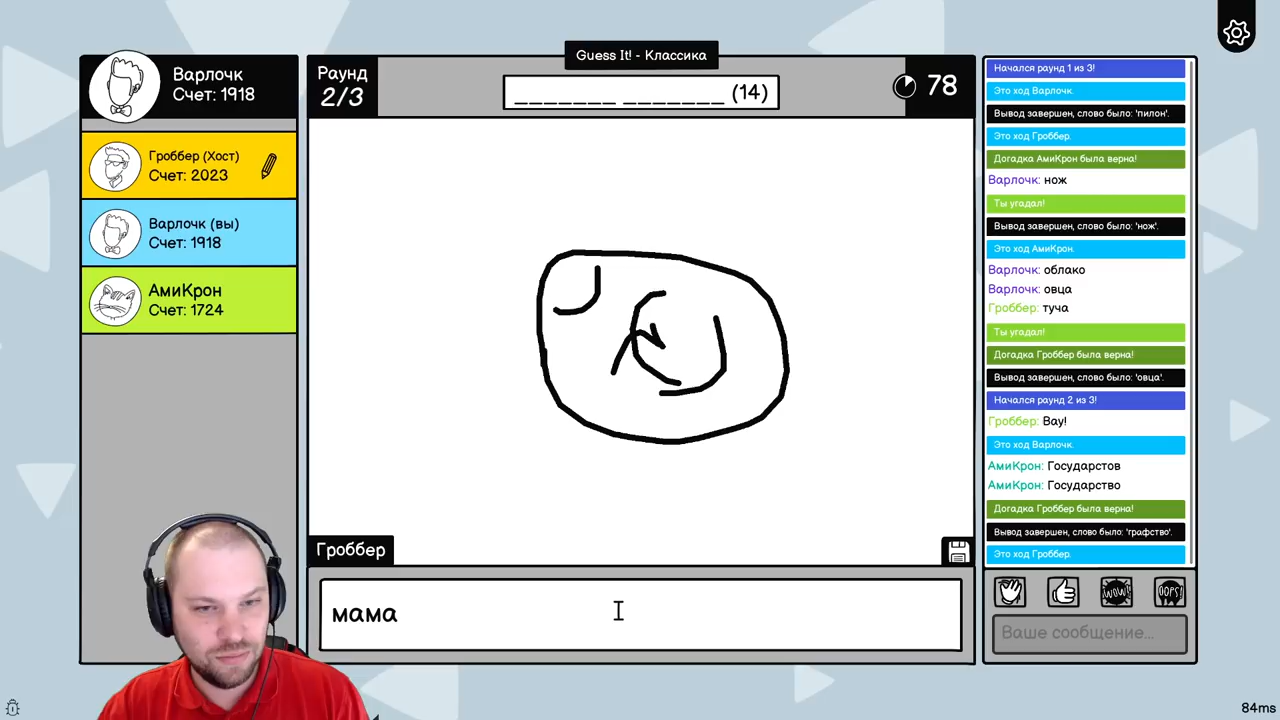 Guess It! - Классика
Варлочк
Счет: 1918
Раунд
2/3
_______ _______ (14)
78
Гроббер (Хост)
Счет: 2023
Варлочк (вы)
Счет: 1918
АмиКрон
Счет: 1724
Гроббер
мама
Начался раунд 1 из 3!
Это ход Варлочк.
Вывод завершен, слово было: 'пилон'.
Это ход Гроббер.
Догадка АмиКрон была верна!
Варлочк: нож
Ты угадал!
Вывод завершен, слово было: 'нож'.
Это ход АмиКрон.
Варлочк: облако
Варлочк: овца
Гроббер: туча
Ты угадал!
Догадка Гроббер была верна!
Вывод завершен, слово было: 'овца'.
Начался раунд 2 из 3!
Гроббер: Вау!
Это ход Варлочк.
АмиКрон: Государстов
АмиКрон: Государство
Догадка Гроббер была верна!
Вывод завершен, слово было: 'графство'.
Это ход Гроббер.
WOW! OOPS!
Ваше сообщение...
84ms